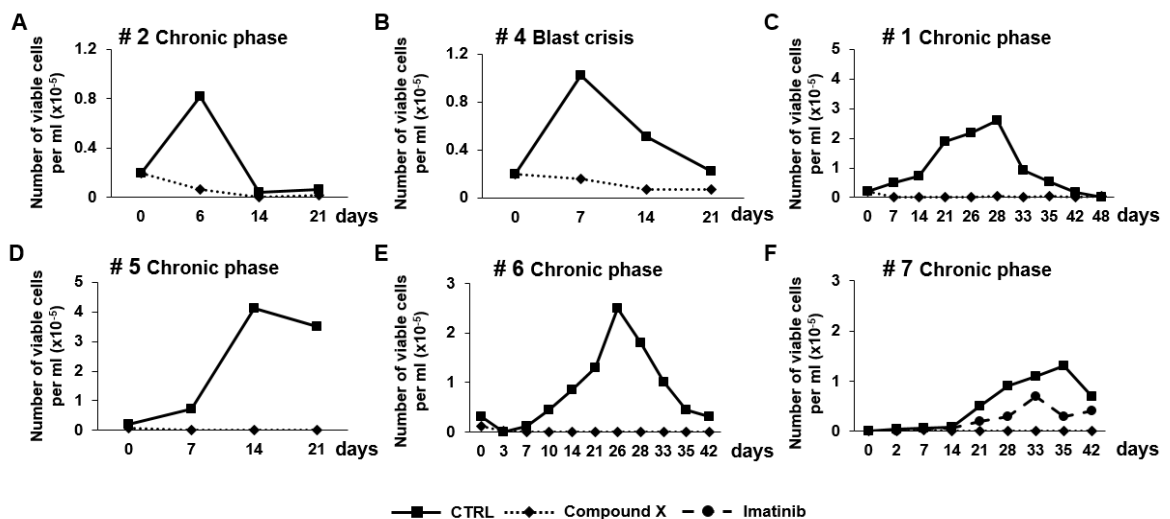 A
# 2 Chronic phase
Number of viable cells
per ml (x10⁻⁵)
1.2
0.8
0.4
0
0 6 14 21 days
B
# 4 Blast crisis
Number of viable cells
per ml (x10⁻⁵)
1.2
0.8
0.4
0
0 7 14 21 days
C
# 1 Chronic phase
Number of viable cells
per ml (x10⁻⁵)
5
4
3
2
1
0
0 7 14 21 26 28 33 35 42 48 days
D
# 5 Chronic phase
Number of viable cells
per ml (x10⁻⁵)
5
4
3
2
1
0
0 7 14 21 days
E
# 6 Chronic phase
Number of viable cells
per ml (x10⁻⁵)
3
2
1
0
0 3 7 10 14 21 26 28 33 35 42 days
F
# 7 Chronic phase
Number of viable cells
per ml (x10⁻⁵)
3
2
1
0
0 2 7 14 21 28 33 35 42 days
CTRL Compound X Imatinib